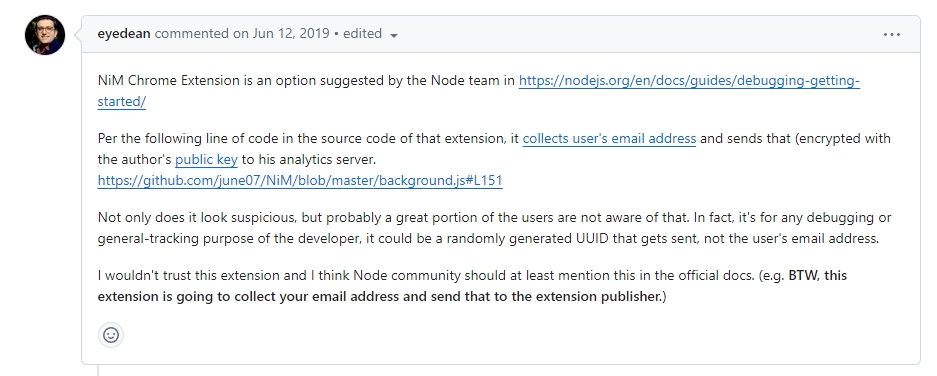 eyedean commented on Jun 12, 2019 • edited
NiM Chrome Extension is an option suggested by the Node team in https://nodejs.org/en/docs/guides/debugging-getting-
started/
Per the following line of code in the source code of that extension, it collects user's email address and sends that (encrypted with
the author's public key to his analytics server.
https://github.com/june07/NiM/blob/master/background.js#L151
Not only does it look suspicious, but probably a great portion of the users are not aware of that. In fact, it's for any debugging or
general-tracking purpose of the developer, it could be a randomly generated UUID that gets sent, not the user's email address.
I wouldn't trust this extension and I think Node community should at least mention this in the official docs. (e.g. BTW, this
extension is going to collect your email address and send that to the extension publisher.)